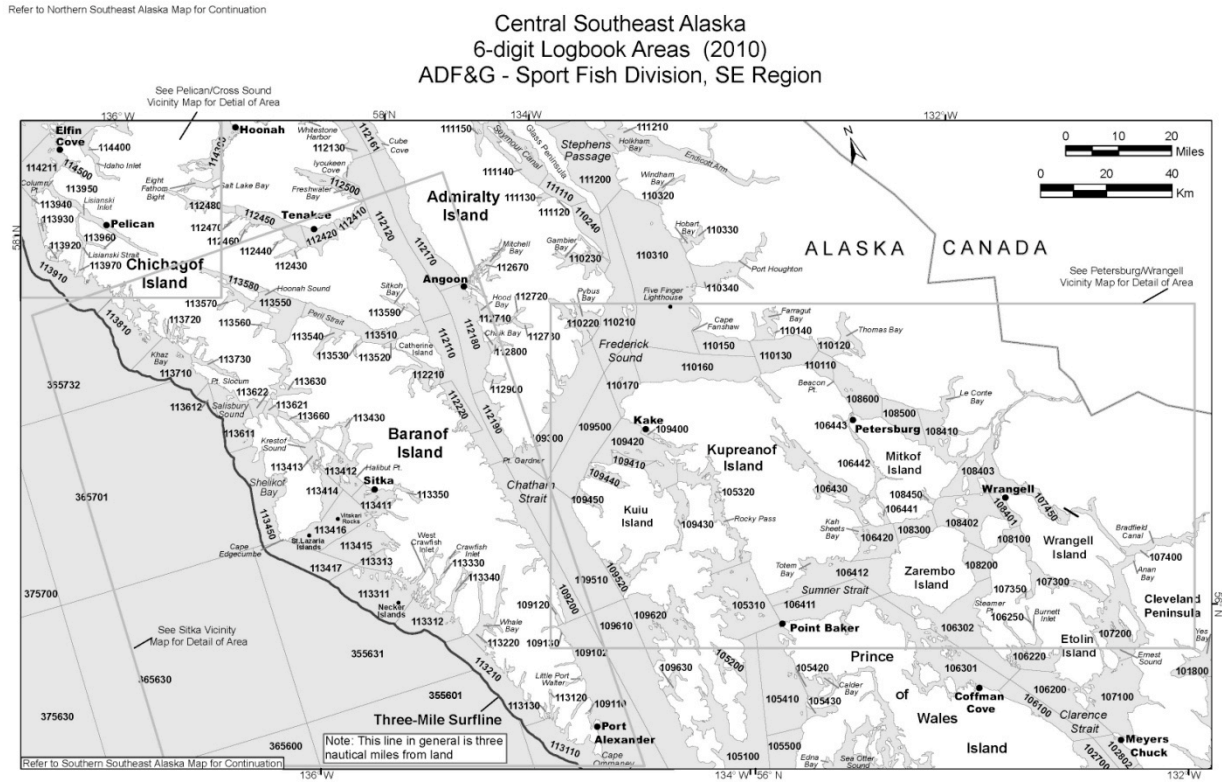 Refer to Northern Southeast Alaska Map for Continuation
Central Southeast Alaska
6-digit Logbook Areas (2010)
ADF&G - Sport Fish Division, SE Region
See Pelican/Cross Sound
Vicinity Map for Detial of Area
136°N
58°N
134°N
132°N
N
0 10 20
Miles
0 20 40
Km
ALASKA
CANADA
See Petersburg/Wrangell
Vicinity Map for Detail of Area
Elfin
Cove
114211
114500
114400
Idaho Inlet
Column
Pt.
113950
Lisianski
Inlet
113940
113930
113920
113960
Pelican
Lisianski Strait
113970
113910
58°N
Hoonah
Whitestone
Harbor
112130
Iyoukeen
Cove
112500
Freshwater
Bay
112161
Cube
Cove
Eight
Fathom
Bight
Salt Lake Bay
112480
112450
112470
112460
112440
112430
Tenakee
112420
112410
112120
Chichagof
Island
113580
Hoonah Sound
113570
113550
113560
Peril Strait
113540
113530
113520
113510
113590
Sitkoh
Bay
Catherine
Island
113810
113720
Khaz
Bay
113710
113730
Pt. Slocum
113622
113630
113621
113612
Salisbury
Sound
113660
113611
113430
Krestof
Sound
113413
113412
Halibut Pt.
Baranof
Island
Sitka
113414
113411
113350
Shelikof
Bay
Vitskari
Rocks
113416
St.Lazaria
Islands
113415
113450
Cape
Edgecumbe
113417
113313
West
Crawfish
Inlet
Crawfish
Inlet
113330
113340
113311
Necker
Islands
113312
Whale
Bay
113220
113210
Little Port
Walter
113120
113130
109110
Port
Alexander
113110
Cape
Ommaney
111150
Seymour Canal
Glass Peninsula
111140
111130
111120
111110
110240
Admiralty
Island
112170
Mitchell
Bay
112670
Angoon
Hood
Bay
112720
112710
112180
Chaik Bay
112800
112900
112110
112210
112220
112190
Pt. Gardner
Chatham
Strait
Stephens
Passage
111200
111210
Holkham
Bay
Endicott Arm
Windham
Bay
110320
Hobart
Bay
110330
110310
Port Houghton
110340
Gambier
Bay
110230
Pybus
Bay
Five Finger
Lighthouse
110220
110210
Cape
Fanshaw
Farragut
Bay
110140
Thomas Bay
110120
110150
110130
110110
110160
Frederick
Sound
110170
Beacon Pt.
108600
108500
Le Conte
Bay
108410
106443
Petersburg
Mitkof
Island
106442
108403
Kake
109500
109400
109420
109410
109440
109450
Kupreanof
Island
105320
Rocky Pass
Kuiu
Island
109430
106430
108450
106441
Kah
Sheets
Bay
106420
108300
108402
Wrangell
108401
107450
108100
Wrangell
Island
Bradfield
Canal
107400
Anan
Bay
Zarembo
Island
108200
107350
107300
Cleveland
Peninsula
Totem
Bay
106412
Sumner Strait
106411
Steamer
Pt.
106250
Burnett
Inlet
Etolin
Island
107200
Yes
Bay
Ernest
Sound
101800
56°N
109510
109520
109200
109120
109610
109620
109102
109630
105310
Point Baker
105200
Prince
of
Wales
Island
105420
Calder
Bay
105430
105410
105100
105500
Edna
Bay
Sea Otter
Sound
106302
106301
106220
106200
Coffman
Cove
106100
107100
Clarence
Strait
Meyers
Chuck
102802
102700
355732
365701
375700
See Sitka Vicinity
Map for Detail of Area
365630
375630
365600
355631
355601
Three-Mile Surfline
Note: This line in general is three
nautical miles from land
Refer to Southern Southeast Alaska Map for Continuation
136°N
134°N
56°N
132°N